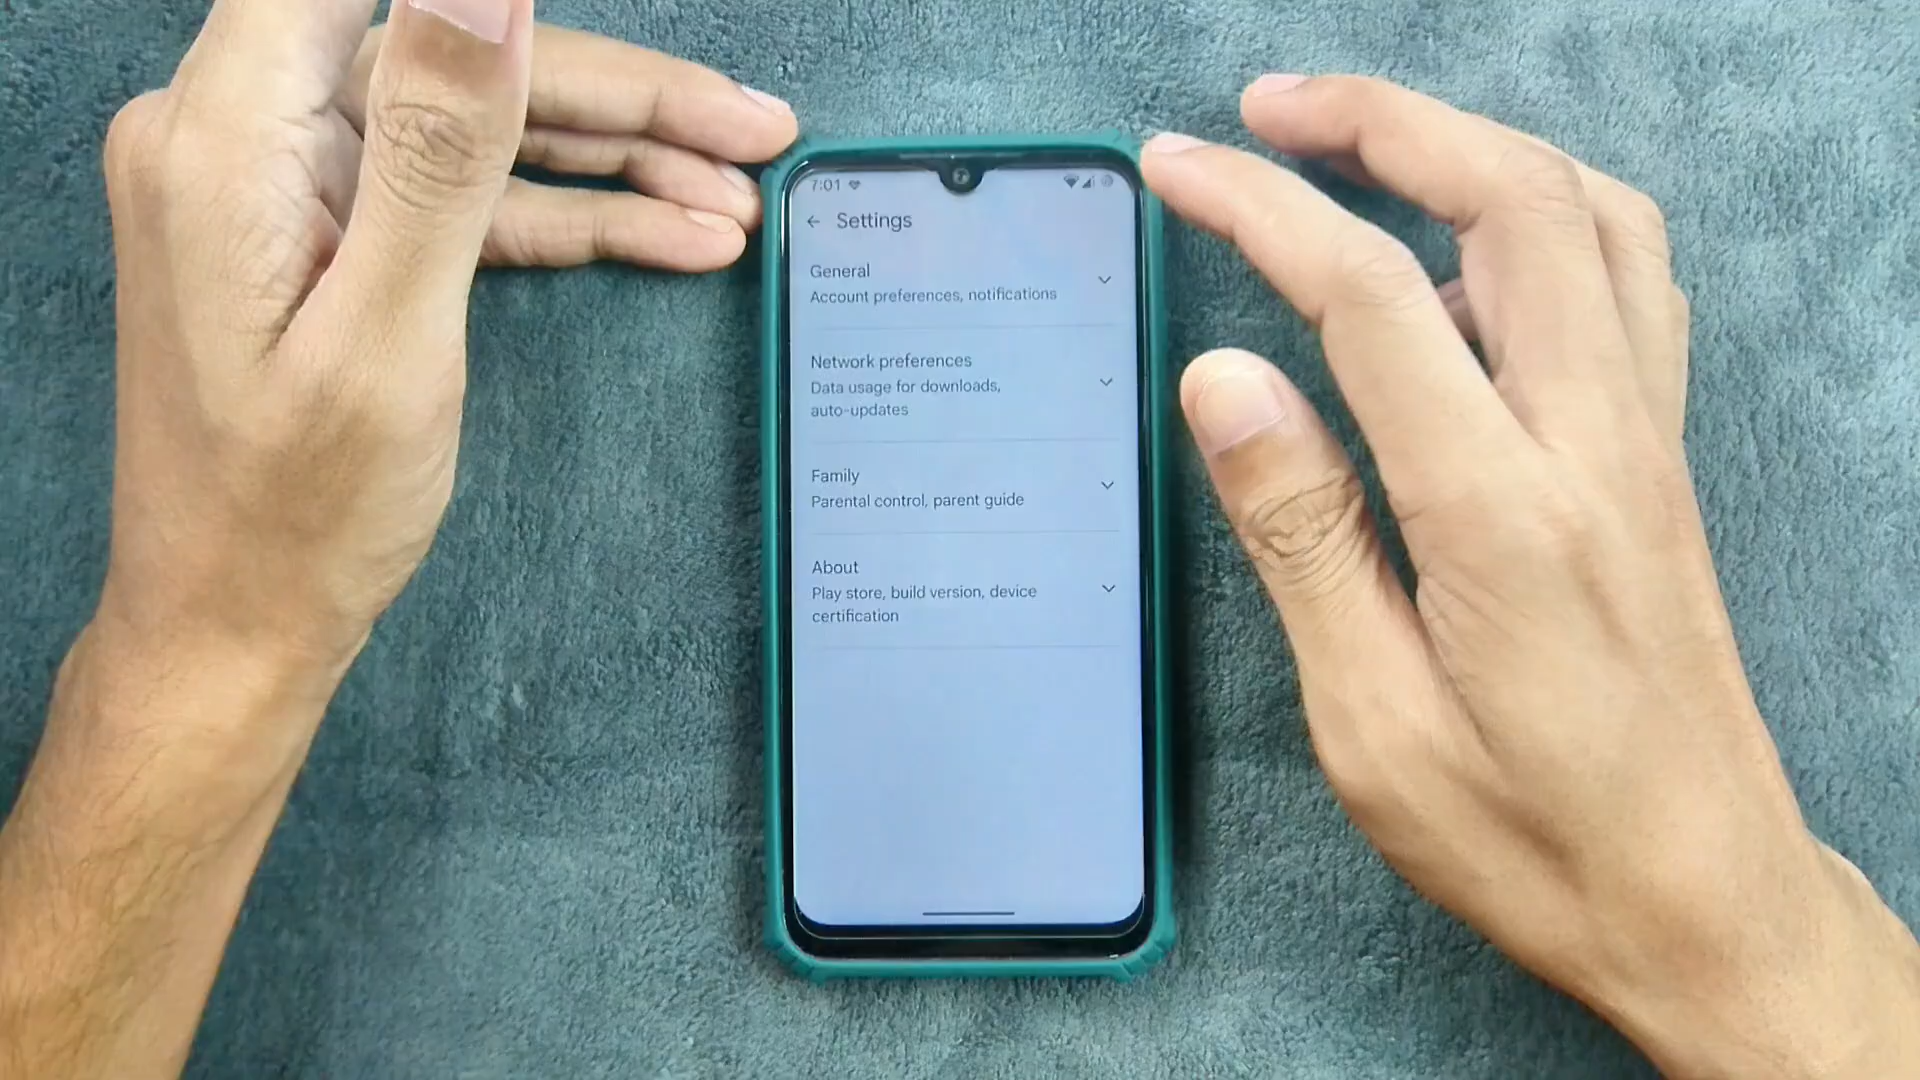 7:01
Settings
General
Account preferences, notifications
Network preferences
Data usage for downloads,
auto-updates
Family
Parental control, parent guide
About
Play store, build version, device
certification